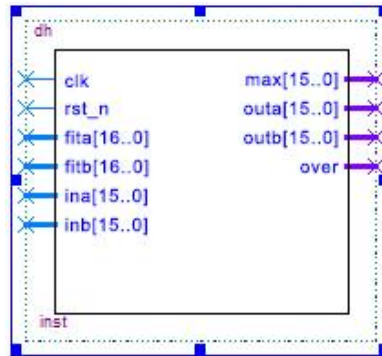 dh
clk
rst_n
fita[16..0]
fitb[16..0]
ina[15..0]
inb[15..0]
max[15..0]
outa[15..0]
outb[15..0]
over
inst